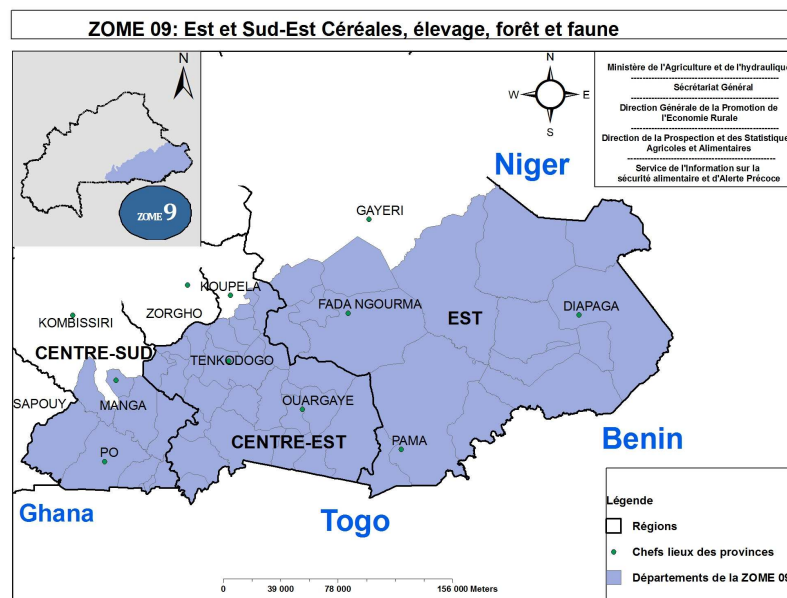 ZOME 09: Est et Sud-Est Céréales, élevage, forêt et faune
N
ZOME 9
N
W E
S
Ministère de l'Agriculture et de l'hydraulique
Sécrétariat Général
Direction Générale de la Promotion de
l'Economie Rurale
Direction de la Prospection et des Statistique
Agricoles et Alimentaires
Service de l'Information sur la
sécurité alimentaire et d'Alerte Précoce
Niger
GAYERI
KOUPELA
ZORGHO
KOMBISSIRI
FADA NGOURMA
EST
DIAPAGA
CENTRE-SUD
TENKODOGO
SAPOUY
MANGA
OUARGAYE
CENTRE-EST
PAMA
PO
Benin
Ghana
Togo
Légende
Régions
Chefs lieux des provinces
Départements de la ZOME 09
0 39 000 78 000 156 000 Meters